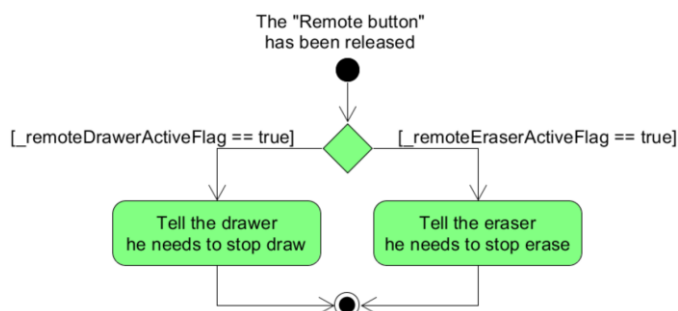 The "Remote button"
has been released
[_remoteDrawerActiveFlag == true]
[_remoteEraserActiveFlag == true]
Tell the drawer
he needs to stop draw
Tell the eraser
he needs to stop erase